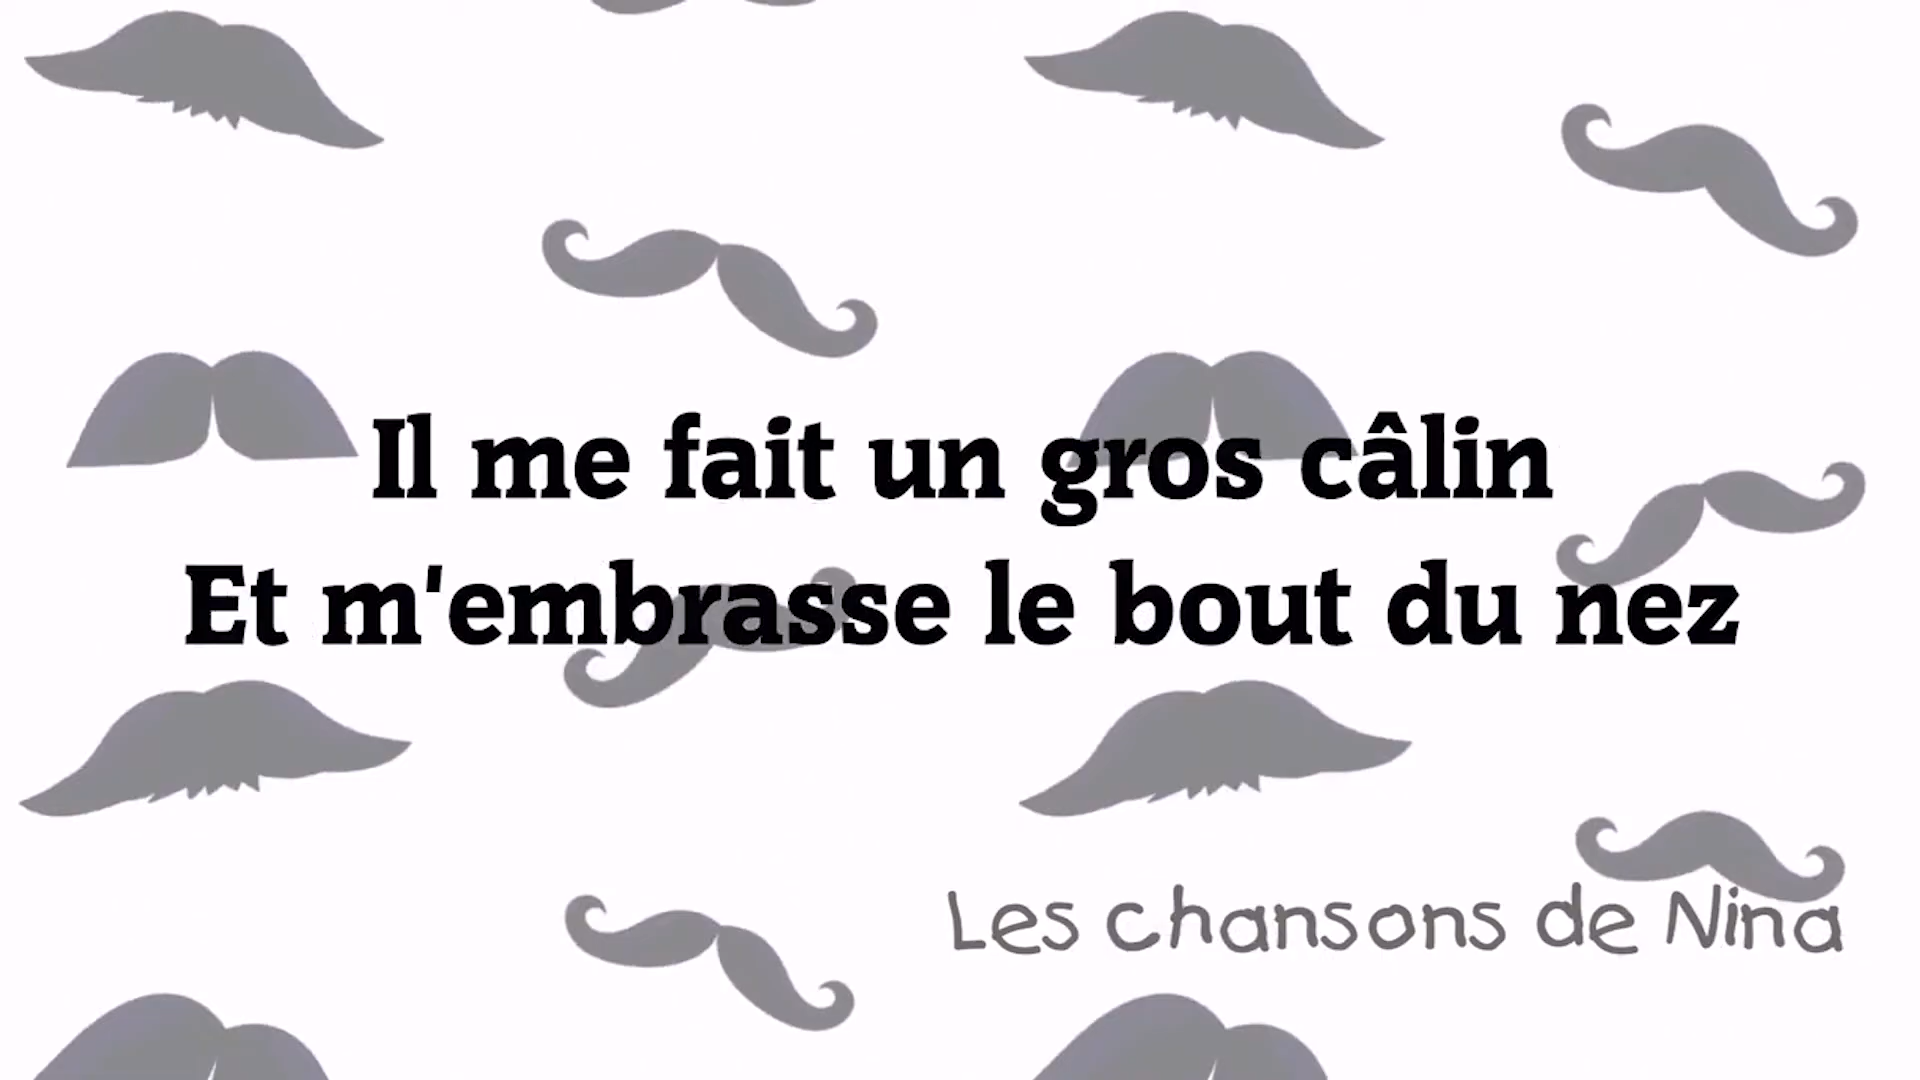 Il me fait un gros câlin
Et m'embrasse le bout du nez
Les chansons de Nina